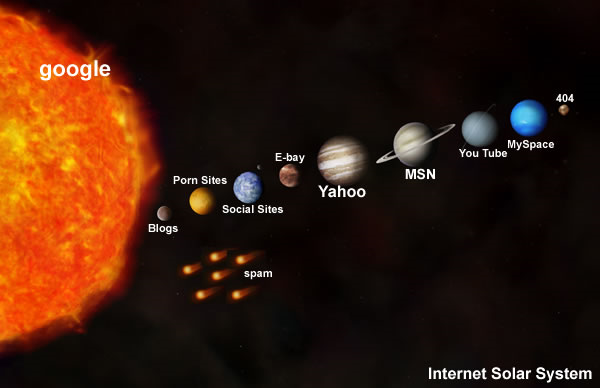 google
404
You Tube
MySpace
E-bay
Yahoo
MSN
Porn Sites
Social Sites
Blogs
spam
Internet Solar System